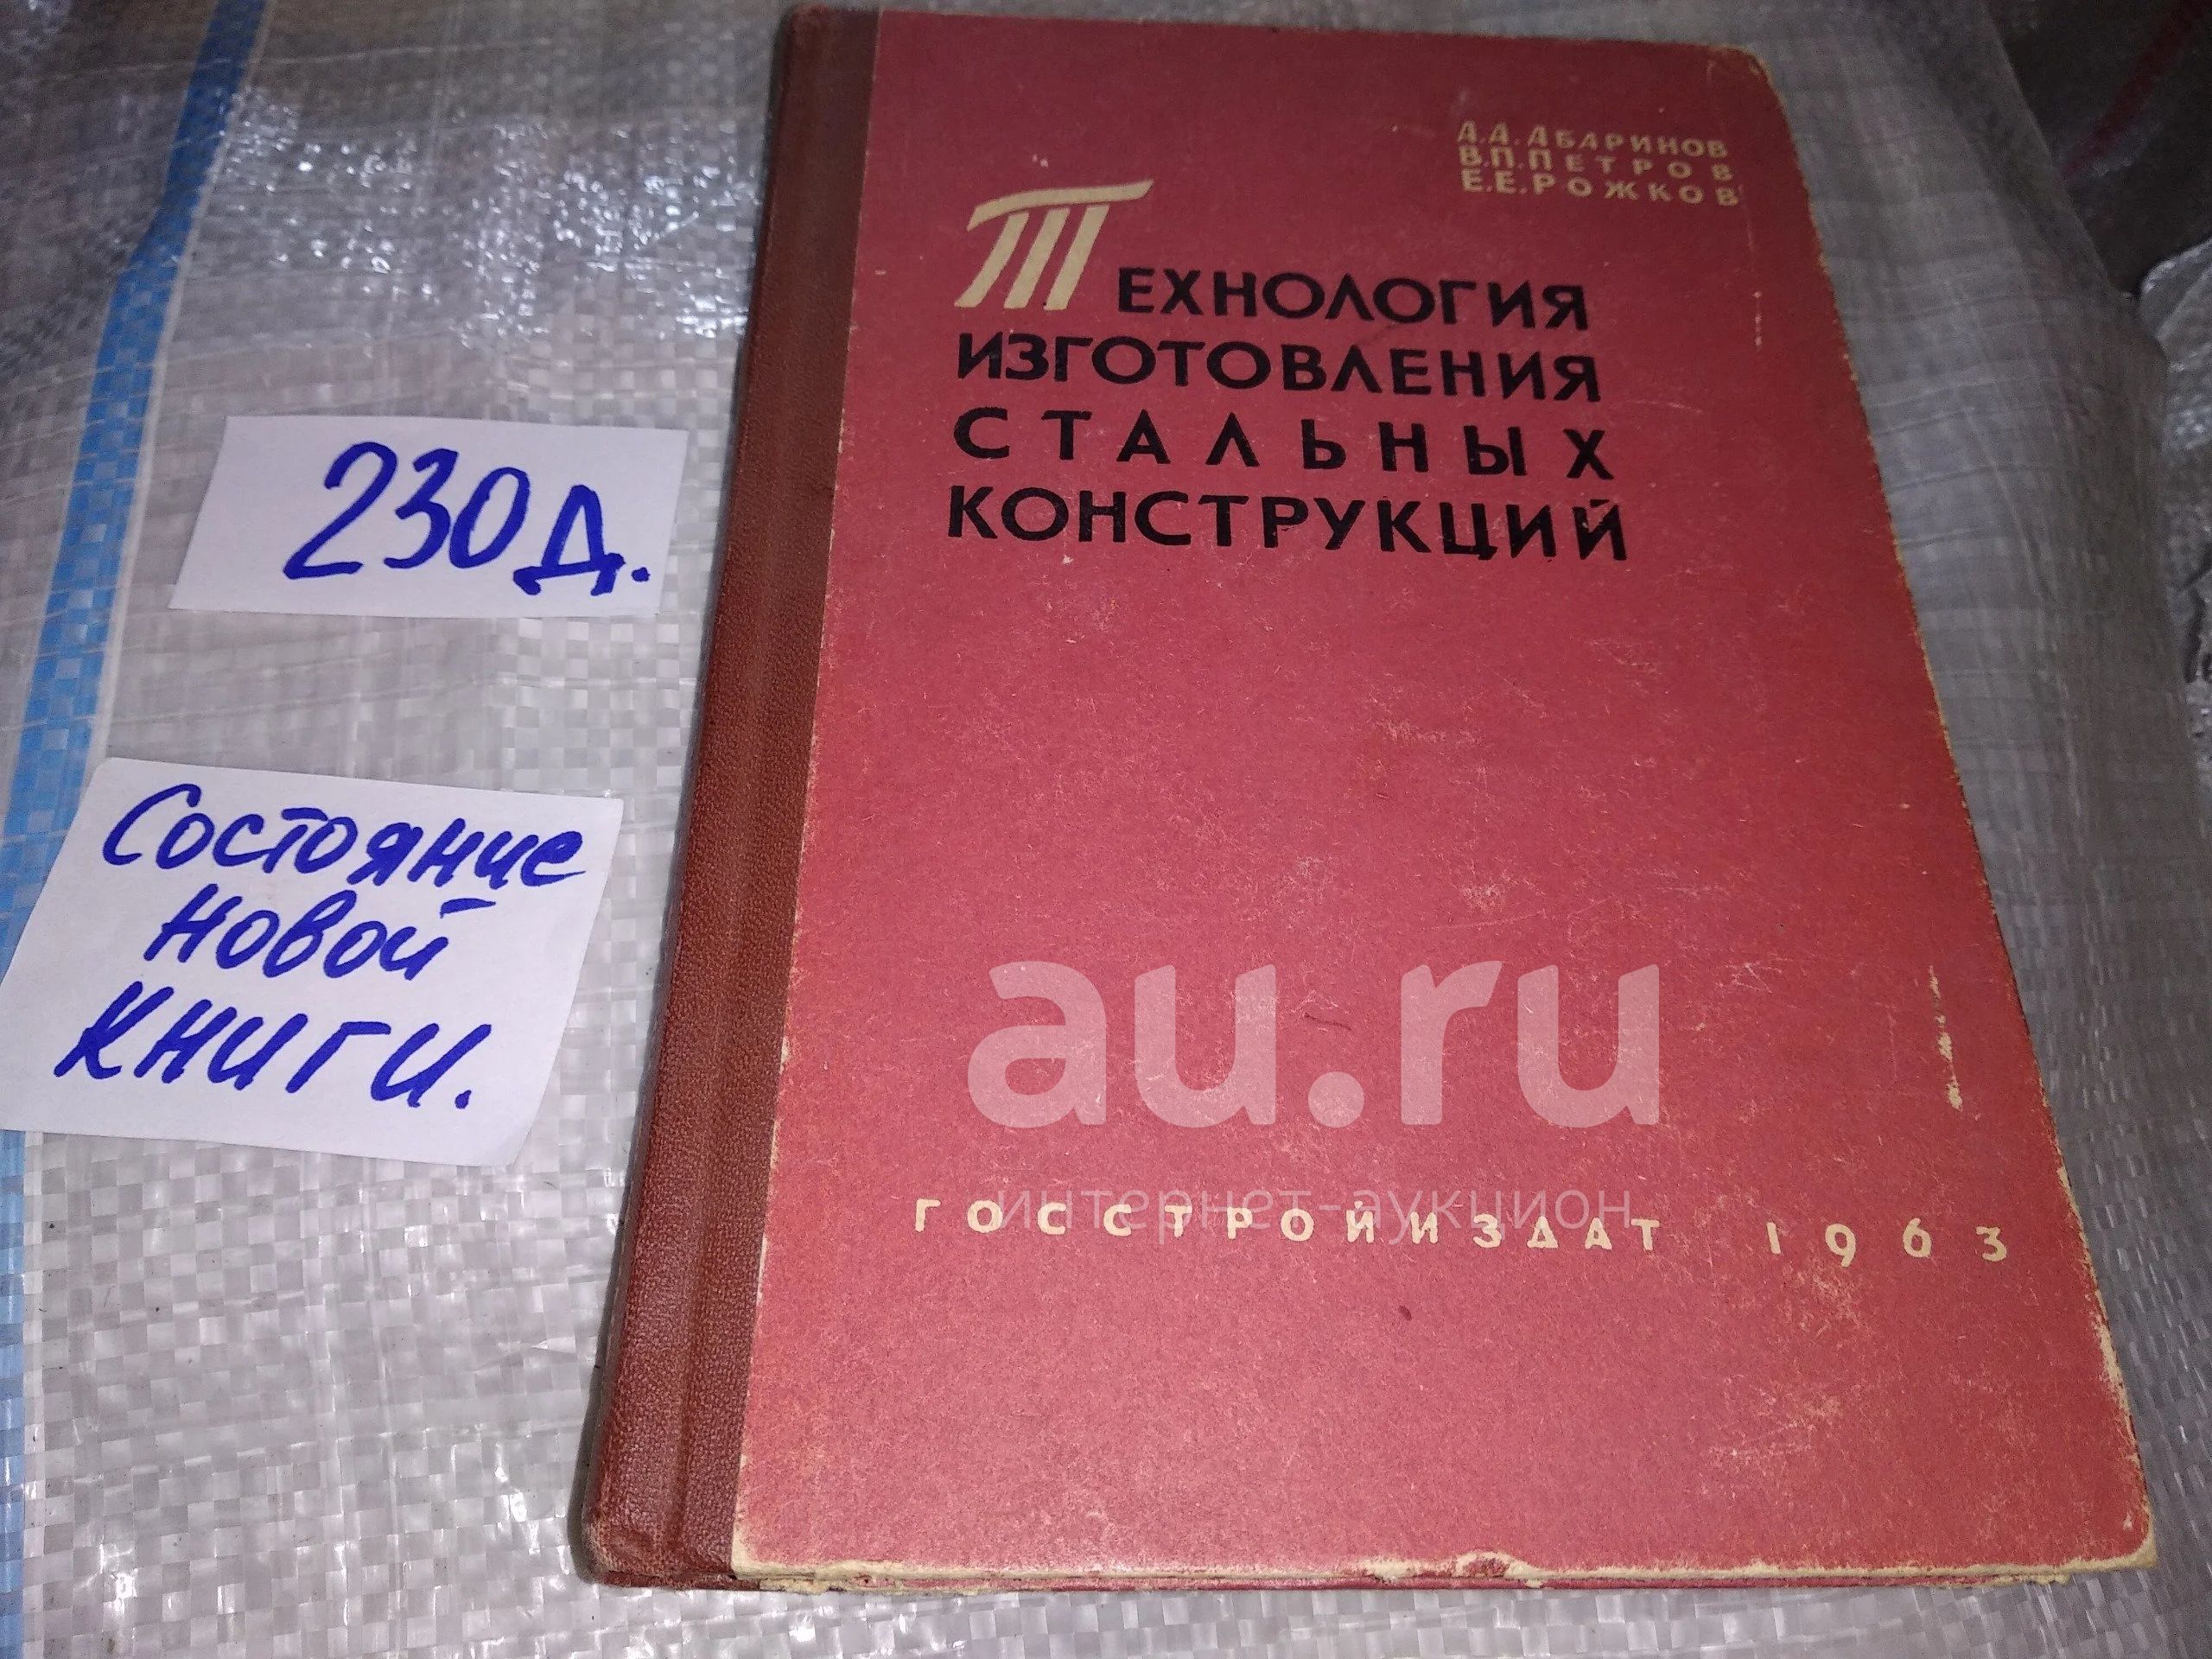 А.А.АБАРИНОВ
В.П.ПЕТРОВ
Е.Е.РОЖКОВ
ТЕХНОЛОГИЯ
ИЗГОТОВЛЕНИЯ
СТАЛЬНЫХ
КОНСТРУКЦИЙ
230Д.
Состояние
новой
книги.
au.ru
интернет-аукцион
ГОССТРОЙИЗДАТ 1963